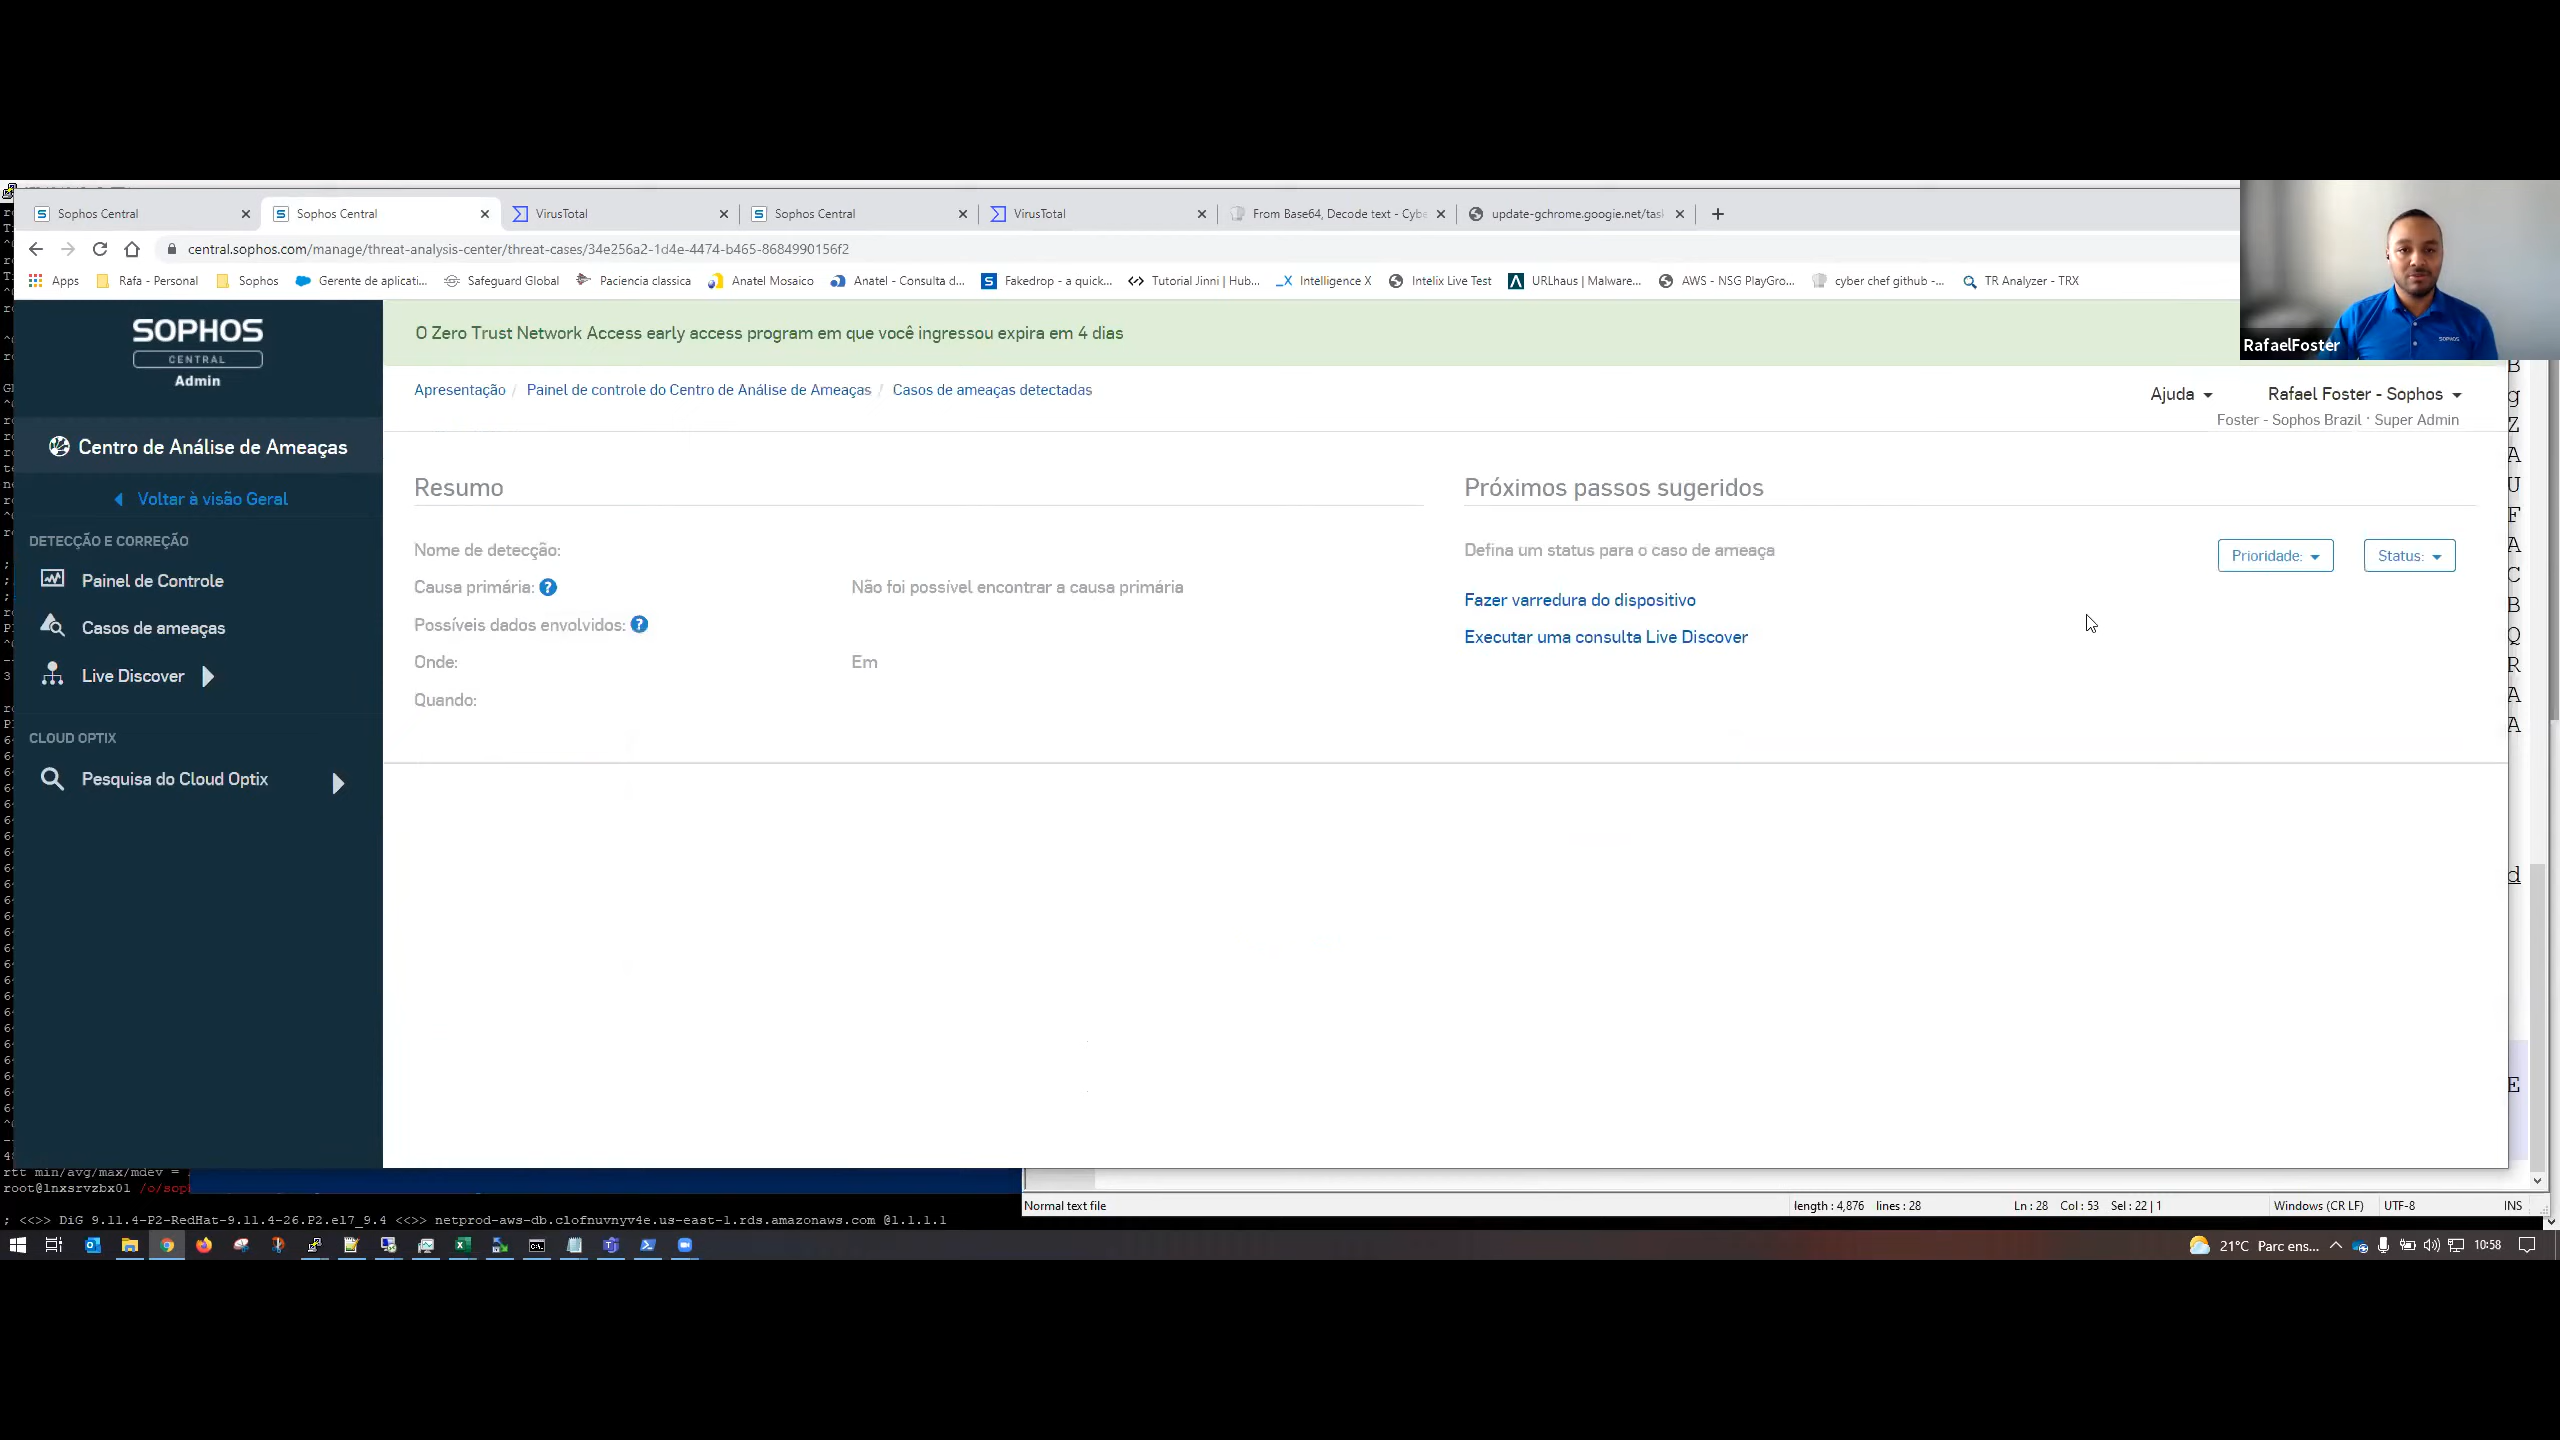 Sophos Central
Sophos Central
VirusTotal
Sophos Central
VirusTotal
From Base64, Decode text - Cybe
update-gchrome.googie.net/task
central.sophos.com/manage/threat-analysis-center/threat-cases/34e256a2-1d4e-4474-b465-8684990156f2
Apps
Rafa - Personal
Sophos
Gerente de aplicati...
Safeguard Global
Paciencia classica
Anatel Mosaico
Anatel - Consulta d...
Fakedrop - a quick...
Tutorial Jinni | Hub...
Intelligence X
Intelix Live Test
URLhaus | Malware...
AWS - NSG PlayGro...
cyber chef github -...
TR Analyzer - TRX
RafaelFoster
SOPHOS
CENTRAL
Admin
O Zero Trust Network Access early access program em que você ingressou expira em 4 dias
Apresentação / Painel de controle do Centro de Análise de Ameaças / Casos de ameaças detectadas
Ajuda
Rafael Foster - Sophos
Foster - Sophos Brazil · Super Admin
Centro de Análise de Ameaças
Voltar à visão Geral
DETECÇÃO E CORREÇÃO
Painel de Controle
Casos de ameaças
Live Discover
CLOUD OPTIX
Pesquisa do Cloud Optix
Resumo
Nome de detecção:
Causa primária: ? Não foi possível encontrar a causa primária
Possíveis dados envolvidos: ?
Onde: Em
Quando:
Próximos passos sugeridos
Defina um status para o caso de ameaça
Prioridade:
Status:
Fazer varredura do dispositivo
Executar uma consulta Live Discover
B
g
Z
A
U
F
A
C
B
Q
R
A
A
d
E
rtt min/avg/max/mdev =
root@lnxsrvzbx01 /o/sop
; <<>> DiG 9.11.4-P2-RedHat-9.11.4-26.P2.el7_9.4 <<>> netprod-aws-db.clofnuvnyv4e.us-east-1.rds.amazonaws.com @1.1.1.1
Normal text file
length : 4,876 lines : 28
Ln : 28 Col : 53 Sel : 22 | 1
Windows (CR LF)
UTF-8
INS
21°C Parc ens...
10:58